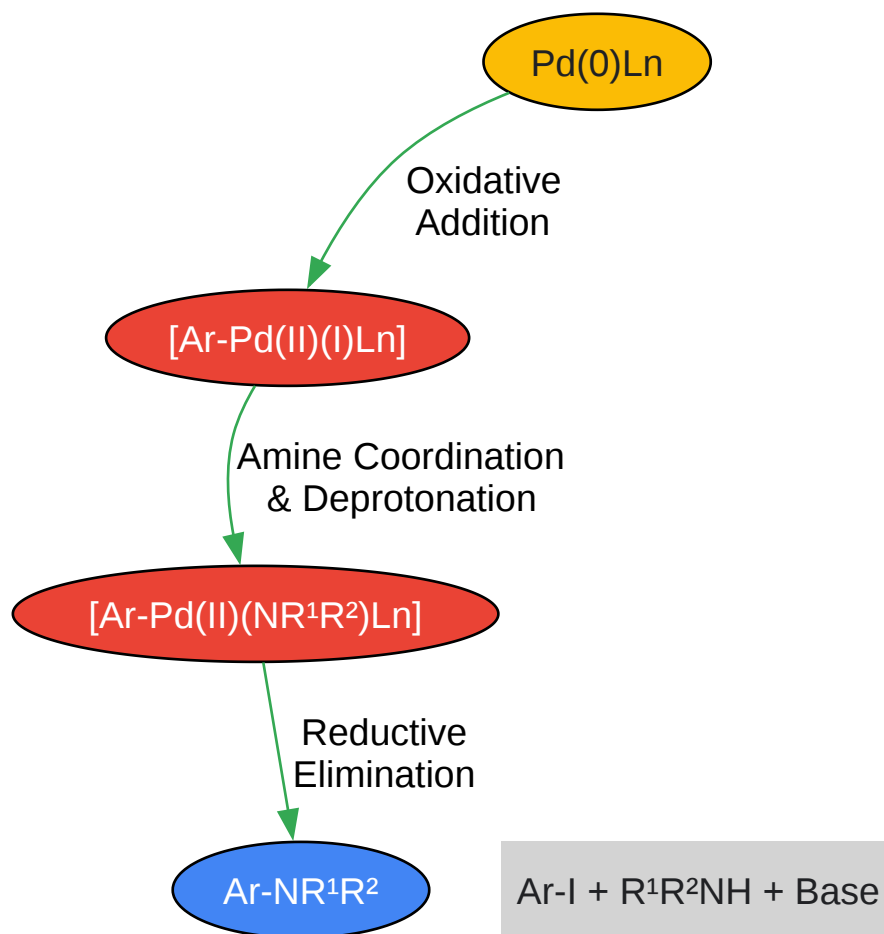 Pd(0)Ln
Oxidative
Addition
[Ar-Pd(II)(I)Ln]
Amine Coordination
& Deprotonation
[Ar-Pd(II)(NR¹R²)Ln]
Reductive
Elimination
Ar-NR¹R²
Ar-I + R¹R²NH + Base